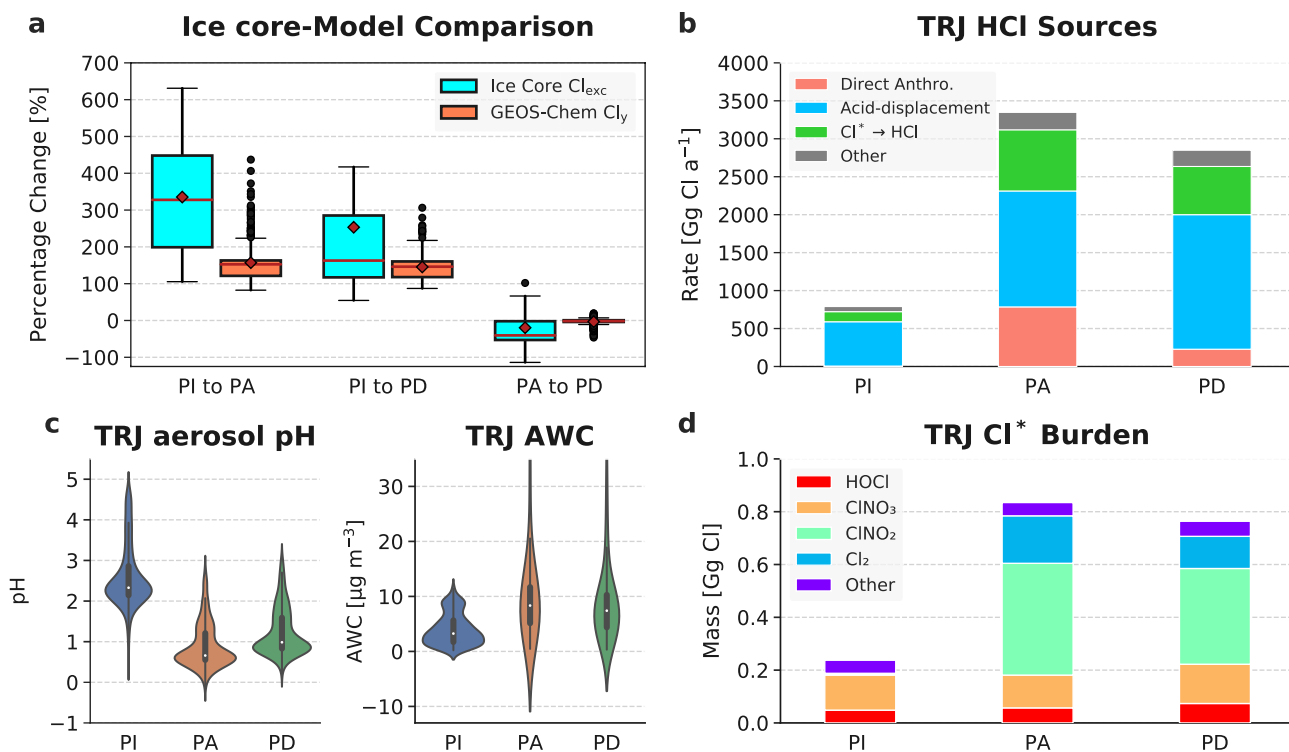 a
Ice core-Model Comparison
700
600
500
400
300
200
100
0
−100
Percentage Change [%]
Ice Core Cl_exc
GEOS-Chem Cl_y
PI to PA
PI to PD
PA to PD
b
TRJ HCl Sources
4000
3500
3000
2500
2000
1500
1000
500
0
Rate [Gg Cl a⁻¹]
Direct Anthro.
Acid-displacement
Cl* → HCl
Other
PI
PA
PD
c
TRJ aerosol pH
5
4
3
2
1
0
−1
pH
PI
PA
PD
TRJ AWC
30
20
10
0
−10
AWC [µg m⁻³]
PI
PA
PD
d
TRJ Cl* Burden
1.0
0.8
0.6
0.4
0.2
0.0
Mass [Gg Cl]
HOCl
ClNO₃
ClNO₂
Cl₂
Other
PI
PA
PD